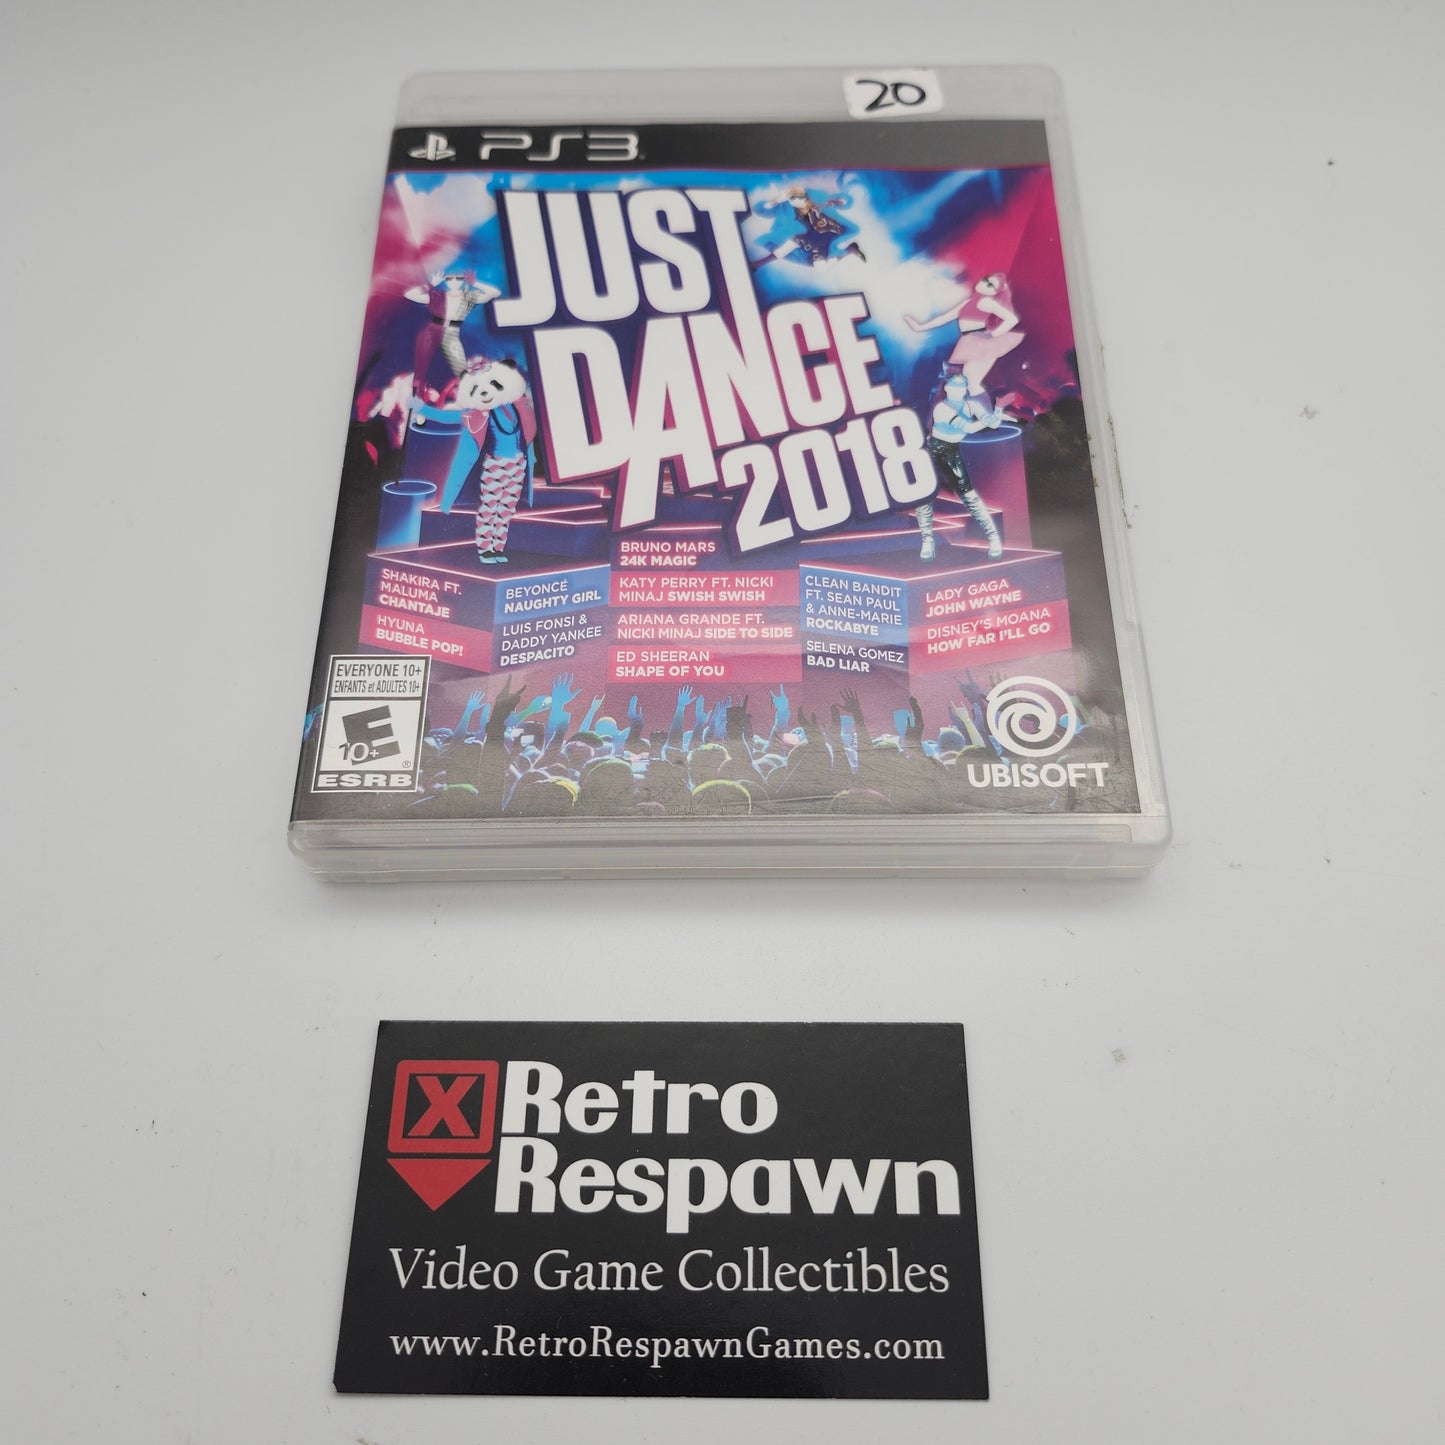 20
PS3
JUST
DANCE
2018
SHAKIRA FT.
MALUMA
CHANTAJE
HYUNA
BUBBLE POP!
BEYONCÉ
NAUGHTY GIRL
LUIS FONSI &
DADDY YANKEE
DESPACITO
BRUNO MARS
24K MAGIC
KATY PERRY FT. NICKI
MINAJ SWISH SWISH
ARIANA GRANDE FT.
NICKI MINAJ SIDE TO SIDE
ED SHEERAN
SHAPE OF YOU
CLEAN BANDIT
FT. SEAN PAUL
& ANNE-MARIE
ROCKABYE
SELENA GOMEZ
BAD LIAR
LADY GAGA
JOHN WAYNE
DISNEY'S MOANA
HOW FAR I'LL GO
EVERYONE 10+
ENFANTS et ADULTES 10+
E
10+
®
ESRB
UBISOFT
X Retro
Respawn
Video Game Collectibles
www.RetroRespawnGames.com